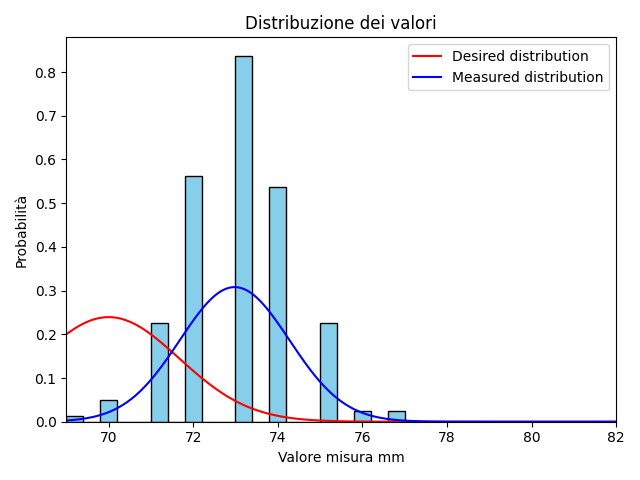 Distribuzione dei valori
Desired distribution
Measured distribution
Probabilità
0.8
0.7
0.6
0.5
0.4
0.3
0.2
0.1
0.0
70 72 74 76 78 80 82
Valore misura mm